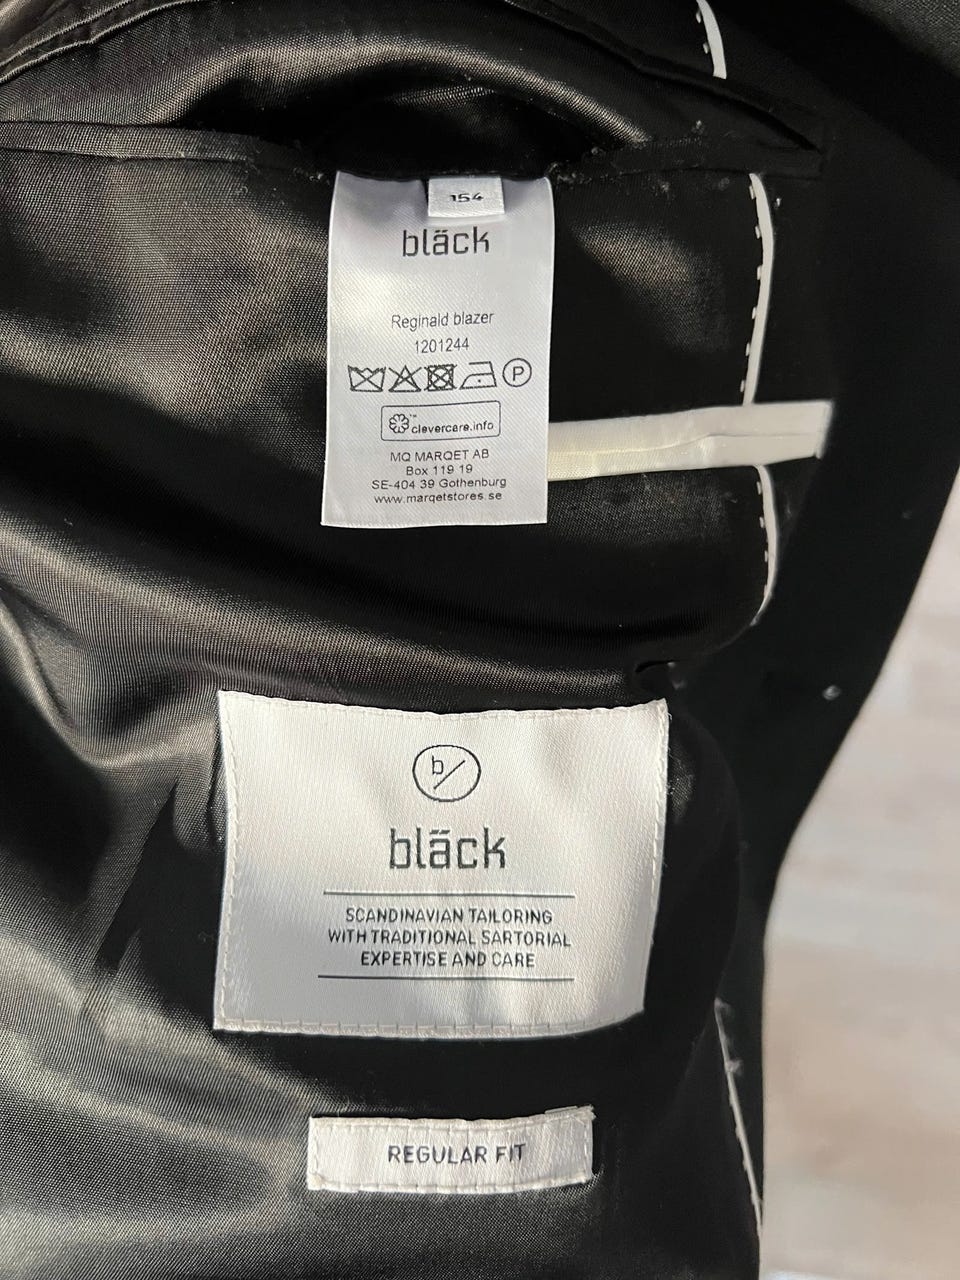 154
bläck
Reginald blazer
1201244
P
™
clevercare.info
MQ MARQET AB
Box 119 19
SE-404 39 Gothenburg
www.marqetstores.se
b/
bläck
SCANDINAVIAN TAILORING
WITH TRADITIONAL SARTORIAL
EXPERTISE AND CARE
REGULAR FIT